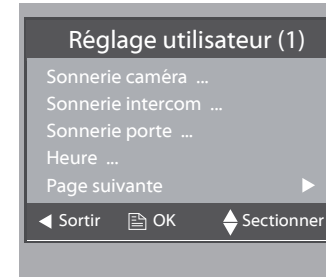 Réglage utilisateur (1)
Sonnerie caméra ...
Sonnerie intercom ...
Sonnerie porte ...
Heure ...
Page suivante
Sortir OK Sectionner